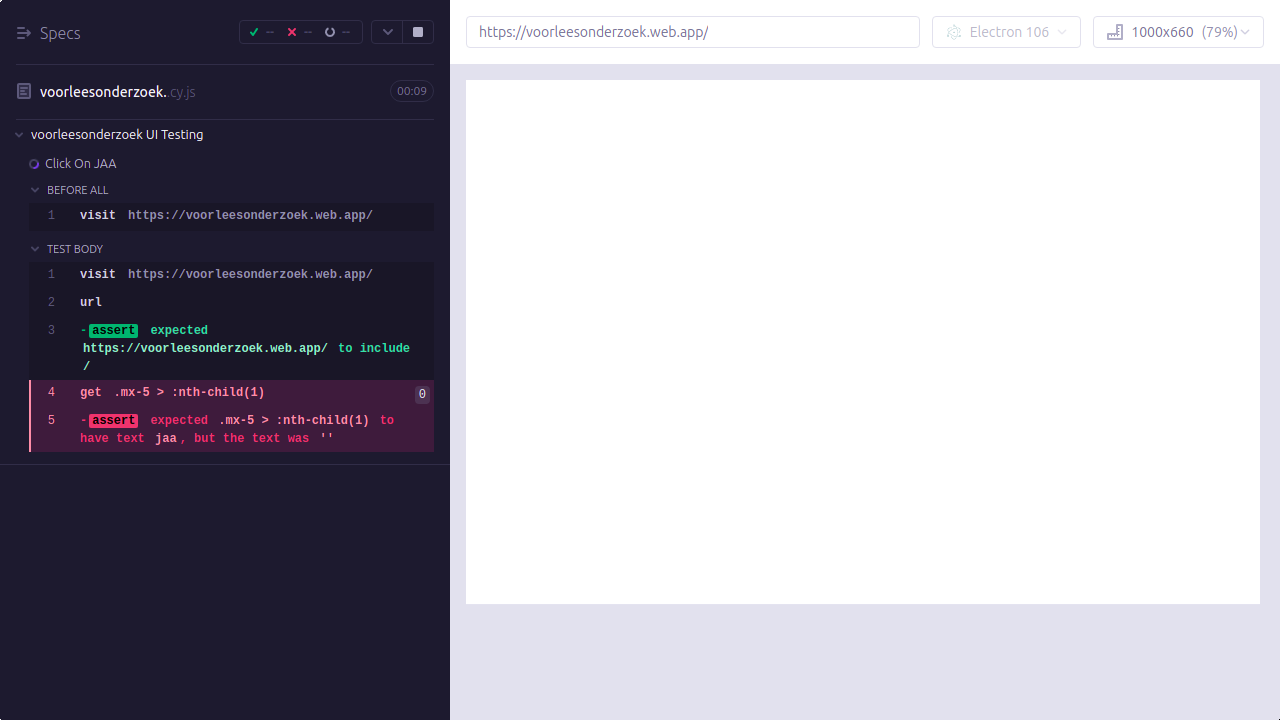 Specs
-- -- --
voorleesonderzoek..cy.js 00:09
voorleesonderzoek UI Testing
Click On JAA
BEFORE ALL
1 visit https://voorleesonderzoek.web.app/
TEST BODY
1 visit https://voorleesonderzoek.web.app/
2 url
3 -assert expected
https://voorleesonderzoek.web.app/ to include
/
4 get .mx-5 > :nth-child(1) 0
5 -assert expected .mx-5 > :nth-child(1) to
have text jaa, but the text was ''
https://voorleesonderzoek.web.app/
Electron 106
1000x660 (79%)